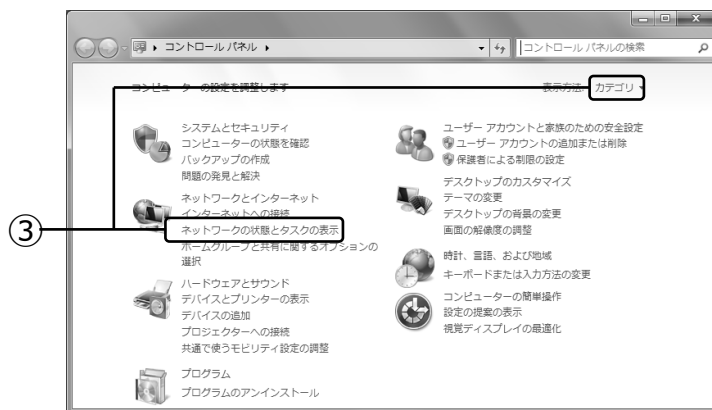 コントロール パネル
コントロール パネルの検索
コンピューターの設定を調整します
表示方法: カテゴリ
システムとセキュリティ
コンピューターの状態を確認
バックアップの作成
問題の発見と解決
ネットワークとインターネット
インターネットへの接続
ネットワークの状態とタスクの表示
ホームグループと共有に関するオプションの
選択
ハードウェアとサウンド
デバイスとプリンターの表示
デバイスの追加
プロジェクターへの接続
共通で使うモビリティ設定の調整
プログラム
プログラムのアンインストール
ユーザー アカウントと家族のための安全設定
ユーザー アカウントの追加または削除
保護者による制限の設定
デスクトップのカスタマイズ
テーマの変更
デスクトップの背景の変更
画面の解像度の調整
時計、言語、および地域
キーボードまたは入力方法の変更
コンピューターの簡単操作
設定の提案の表示
視覚ディスプレイの最適化
③